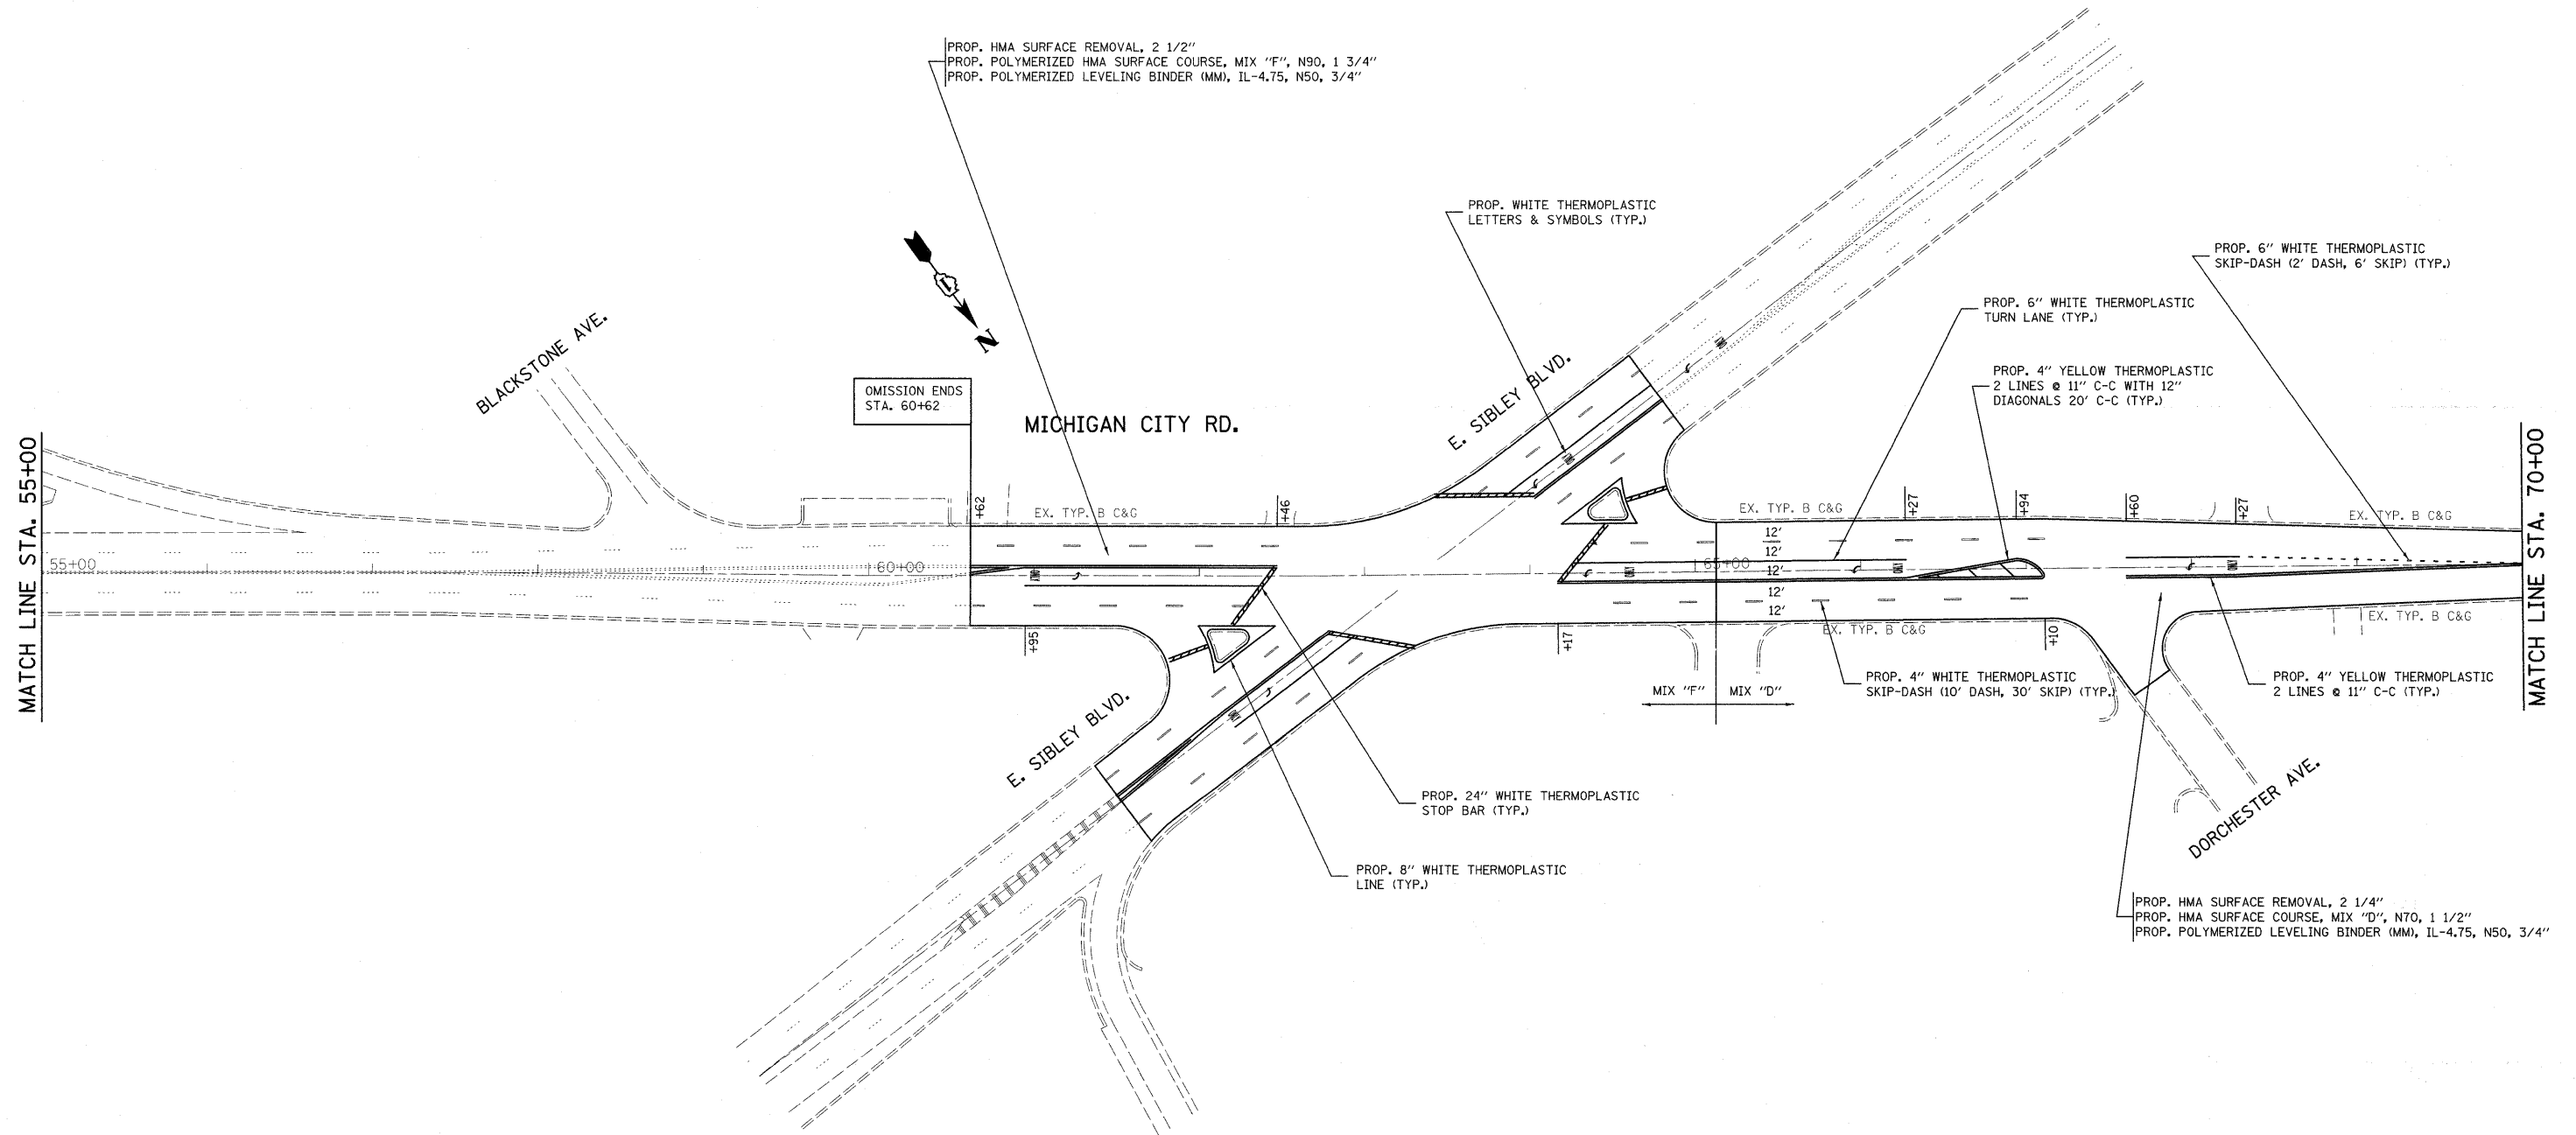 PROP. HMA SURFACE REMOVAL, 2 1/2"
PROP. POLYMERIZED HMA SURFACE COURSE, MIX "F", N90, 1 3/4"
PROP. POLYMERIZED LEVELING BINDER (MM), IL-4.75, N50, 3/4"
PROP. WHITE THERMOPLASTIC
LETTERS & SYMBOLS (TYP.)
PROP. 6" WHITE THERMOPLASTIC
SKIP-DASH (2' DASH, 6' SKIP) (TYP.)
PROP. 6" WHITE THERMOPLASTIC
TURN LANE (TYP.)
PROP. 4" YELLOW THERMOPLASTIC
2 LINES @ 11" C-C WITH 12"
DIAGONALS 20' C-C (TYP.)
BLACKSTONE AVE.
N
OMISSION ENDS
STA. 60+62
MICHIGAN CITY RD.
E. SIBLEY BLVD.
MATCH LINE STA. 55+00
MATCH LINE STA. 70+00
+62
EX. TYP. B C&G
+46
EX. TYP. B C&G
+27
+94
+60
+27
EX. TYP. B C&G
55+00
60+00
65+00
12'
12'
12'
12'
12'
+95
+17
EX. TYP. B C&G
+10
EX. TYP. B C&G
MIX "F"
MIX "D"
PROP. 4" WHITE THERMOPLASTIC
SKIP-DASH (10' DASH, 30' SKIP) (TYP.)
PROP. 4" YELLOW THERMOPLASTIC
2 LINES @ 11" C-C (TYP.)
E. SIBLEY BLVD.
PROP. 24" WHITE THERMOPLASTIC
STOP BAR (TYP.)
DORCHESTER AVE.
PROP. 8" WHITE THERMOPLASTIC
LINE (TYP.)
PROP. HMA SURFACE REMOVAL, 2 1/4"
PROP. HMA SURFACE COURSE, MIX "D", N70, 1 1/2"
PROP. POLYMERIZED LEVELING BINDER (MM), IL-4.75, N50, 3/4"